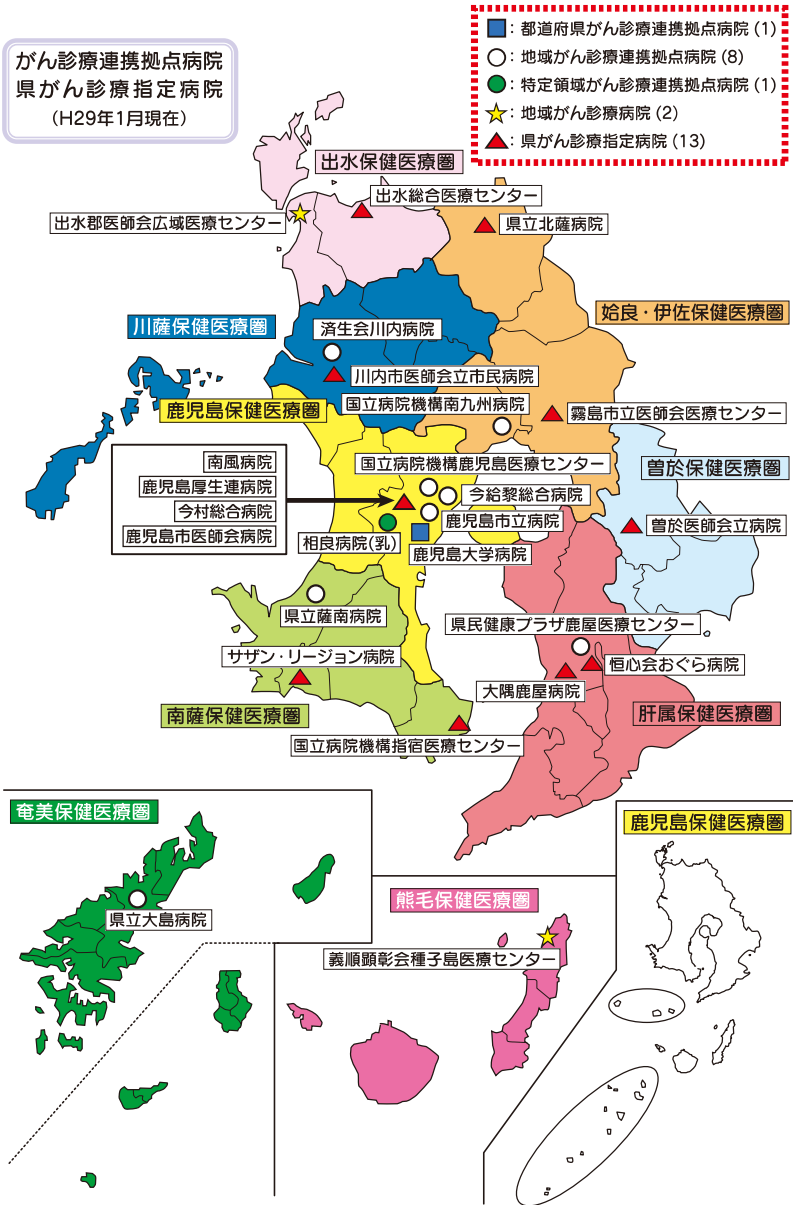 がん診療連携拠点病院
県がん診療指定病院
(H29年1月現在)
：都道府県がん診療連携拠点病院(1)
：地域がん診療連携拠点病院(8)
：特定領域がん診療連携拠点病院(1)
：地域がん診療病院(2)
：県がん診療指定病院(13)
出水保健医療圏
出水総合医療センター
出水郡医師会広域医療センター
県立北薩病院
姶良・伊佐保健医療圏
川薩保健医療圏
済生会川内病院
川内市医師会立市民病院
国立病院機構南九州病院
鹿児島保健医療圏
霧島市立医師会医療センター
南風病院
鹿児島厚生連病院
今村総合病院
鹿児島市医師会病院
国立病院機構鹿児島医療センター
曽於保健医療圏
今給黎総合病院
鹿児島市立病院
曽於医師会立病院
相良病院(乳)
鹿児島大学病院
県立薩南病院
県民健康プラザ鹿屋医療センター
サザン・リージョン病院
恒心会おぐら病院
大隅鹿屋病院
南薩保健医療圏
肝属保健医療圏
国立病院機構指宿医療センター
奄美保健医療圏
県立大島病院
鹿児島保健医療圏
熊毛保健医療圏
義順顕彰会種子島医療センター